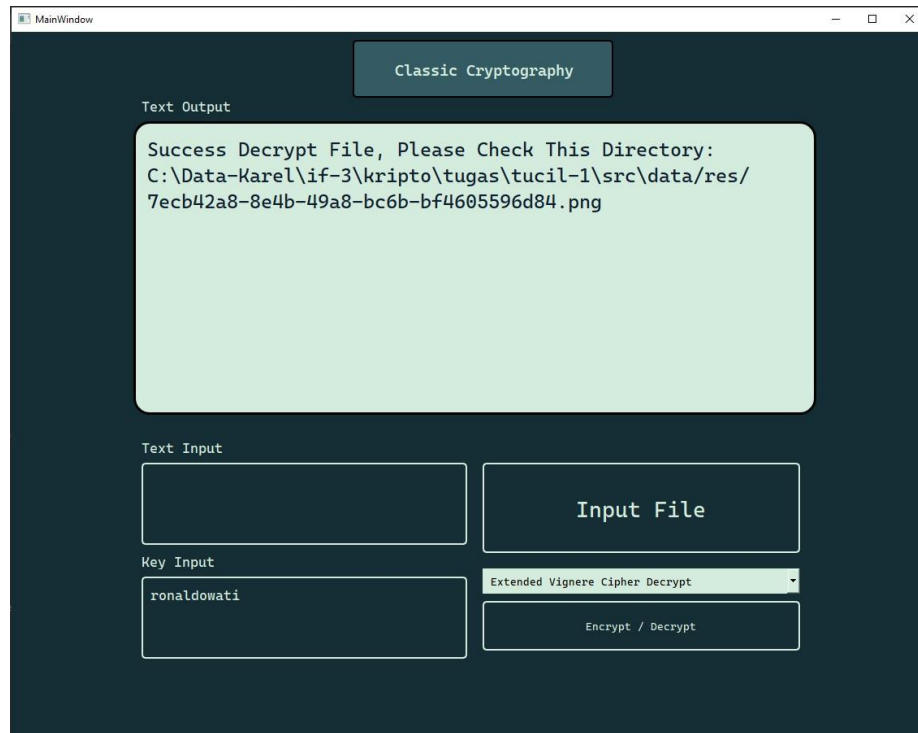 MainWindow
Classic Cryptography
Text Output
Success Decrypt File, Please Check This Directory:
C:\Data-Karel\if-3\kripto\tugas\tucil-1\src\data/res/
7ecb42a8-8e4b-49a8-bc6b-bf4605596d84.png
Text Input
Input File
Key Input
ronaldowati
Extended Vignere Cipher Decrypt
Encrypt / Decrypt